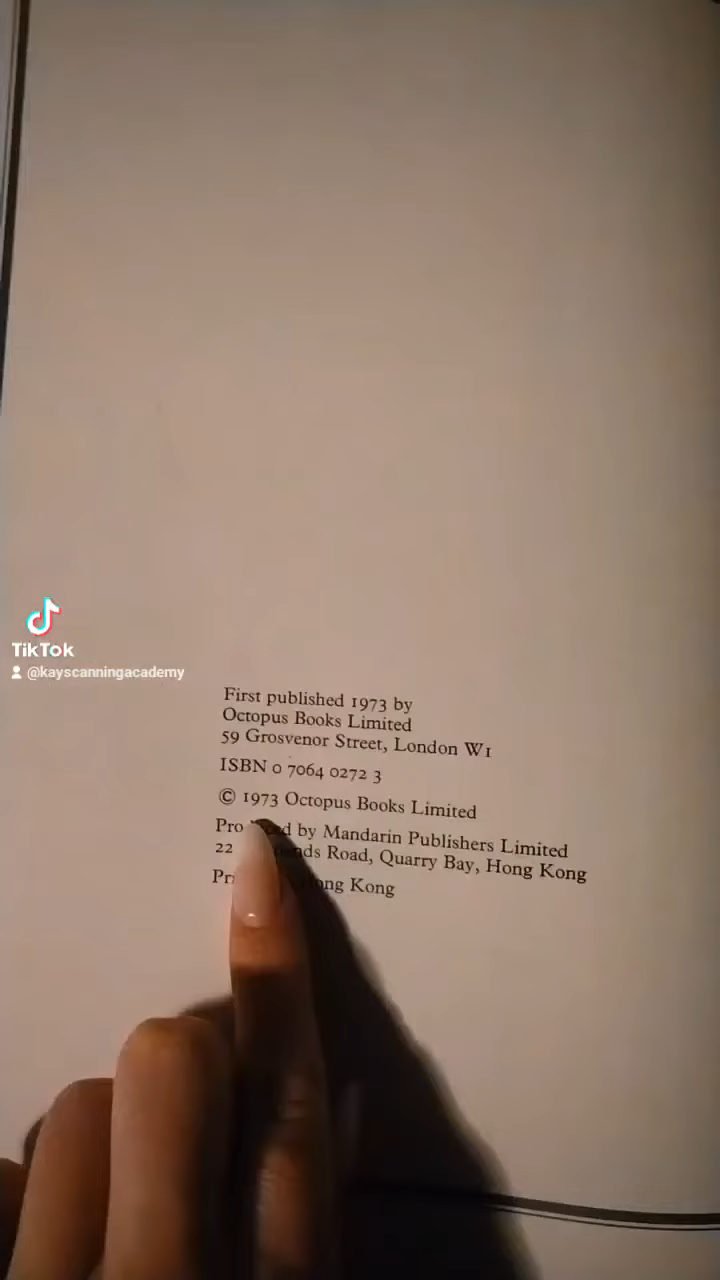 TikTok
@kayscanningacademy
First published 1973 by
Octopus Books Limited
59 Grosvenor Street, London W1
ISBN 0 7064 0272 3
© 1973 Octopus Books Limited
by Mandarin Publishers Limited
22 Road, Quarry Bay, Hong Kong
Kong